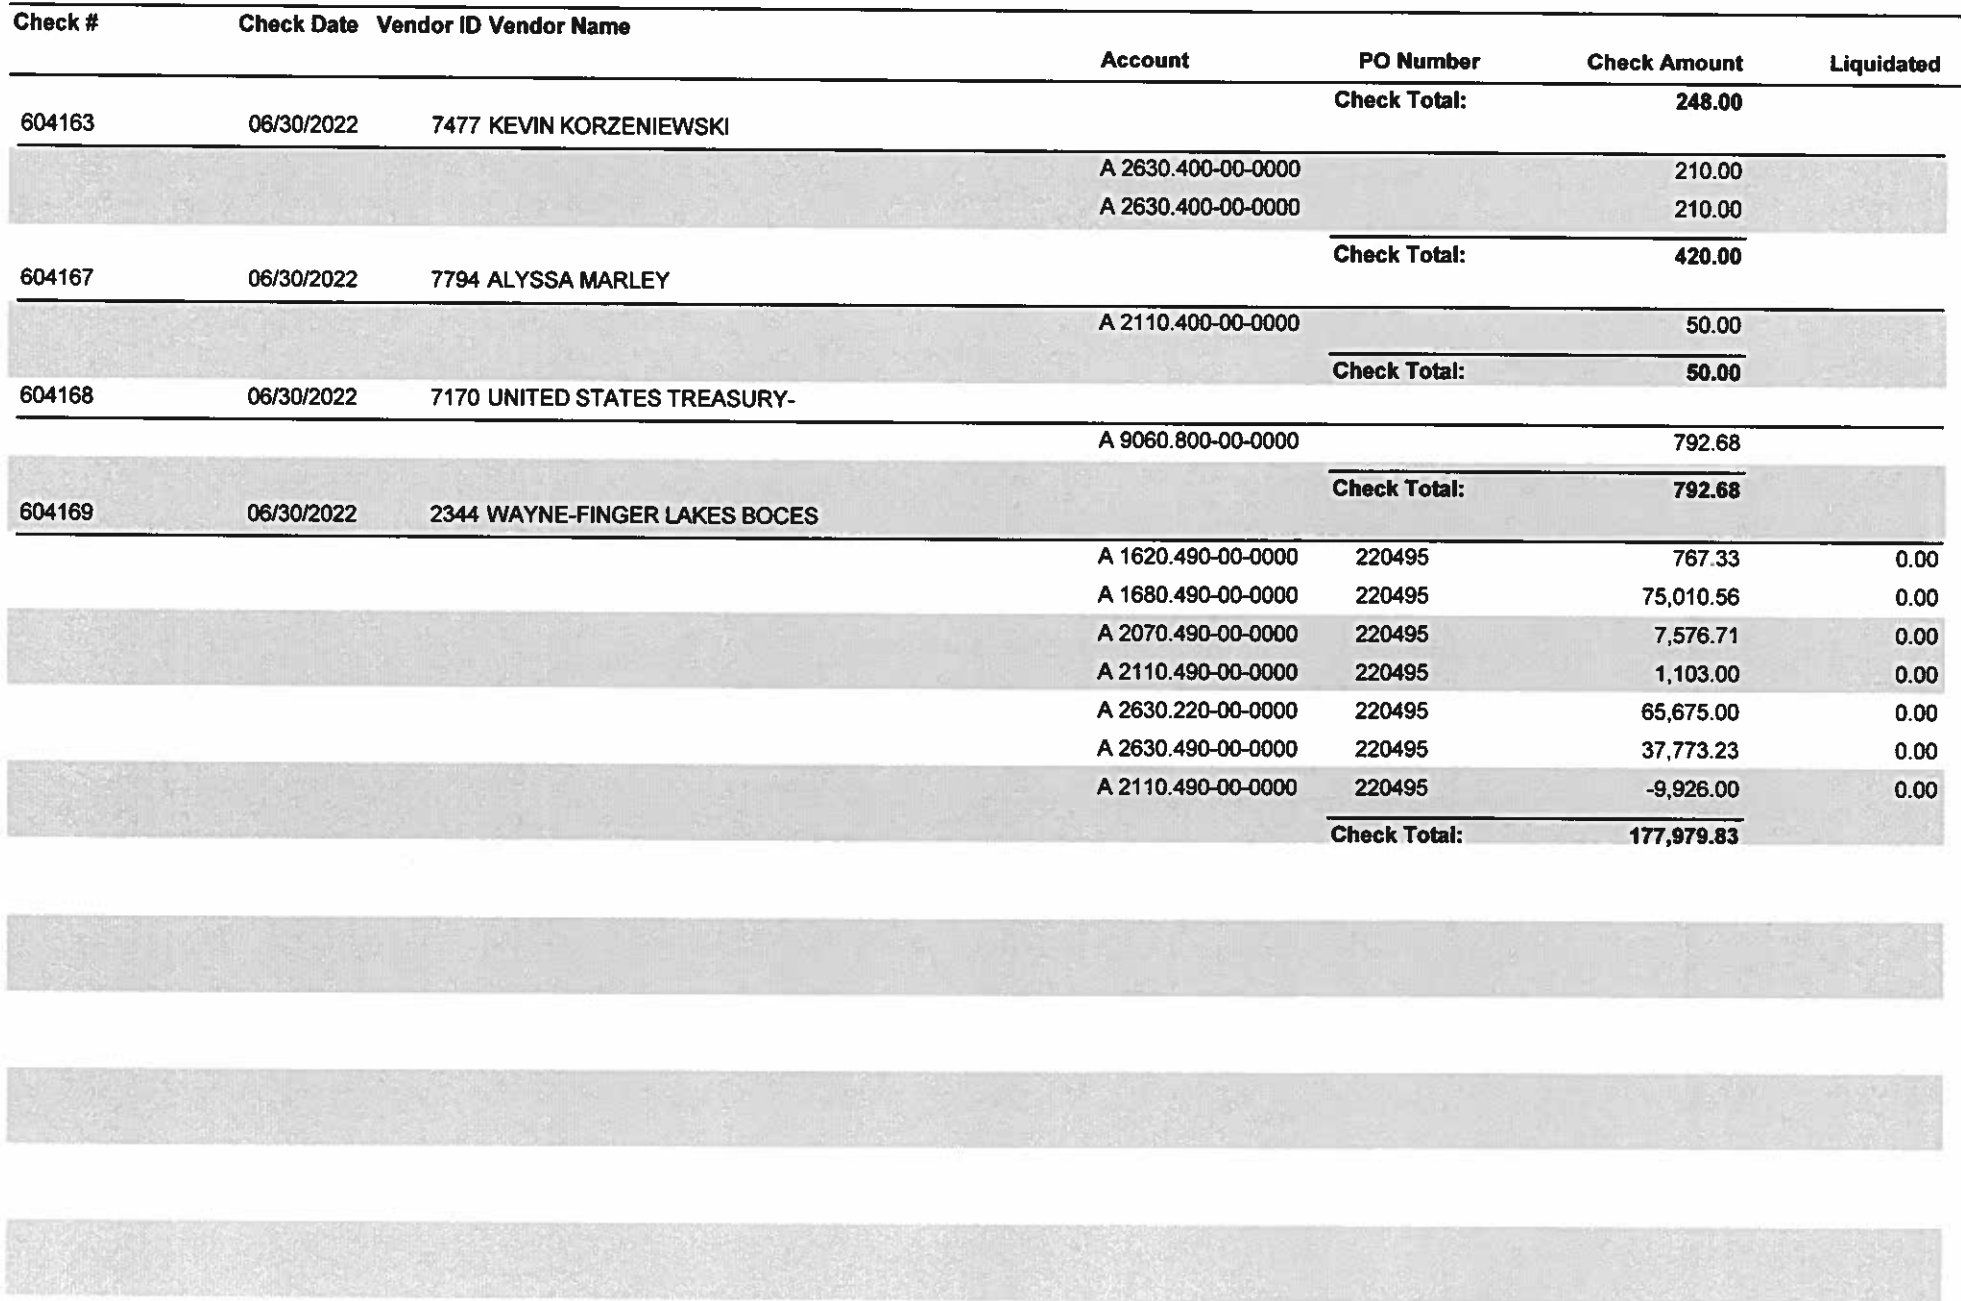 Check # Check Date Vendor ID Vendor Name
Account PO Number Check Amount Liquidated
Check Total: 248.00
604163 06/30/2022 7477 KEVIN KORZENIEWSKI
A 2630.400-00-0000 210.00
A 2630.400-00-0000 210.00
Check Total: 420.00
604167 06/30/2022 7794 ALYSSA MARLEY
A 2110.400-00-0000 50.00
Check Total: 50.00
604168 06/30/2022 7170 UNITED STATES TREASURY-
A 9060.800-00-0000 792.68
Check Total: 792.68
604169 06/30/2022 2344 WAYNE-FINGER LAKES BOCES
A 1620.490-00-0000 220495 767.33 0.00
A 1680.490-00-0000 220495 75,010.56 0.00
A 2070.490-00-0000 220495 7,576.71 0.00
A 2110.490-00-0000 220495 1,103.00 0.00
A 2630.220-00-0000 220495 65,675.00 0.00
A 2630.490-00-0000 220495 37,773.23 0.00
A 2110.490-00-0000 220495 -9,926.00 0.00
Check Total: 177,979.83